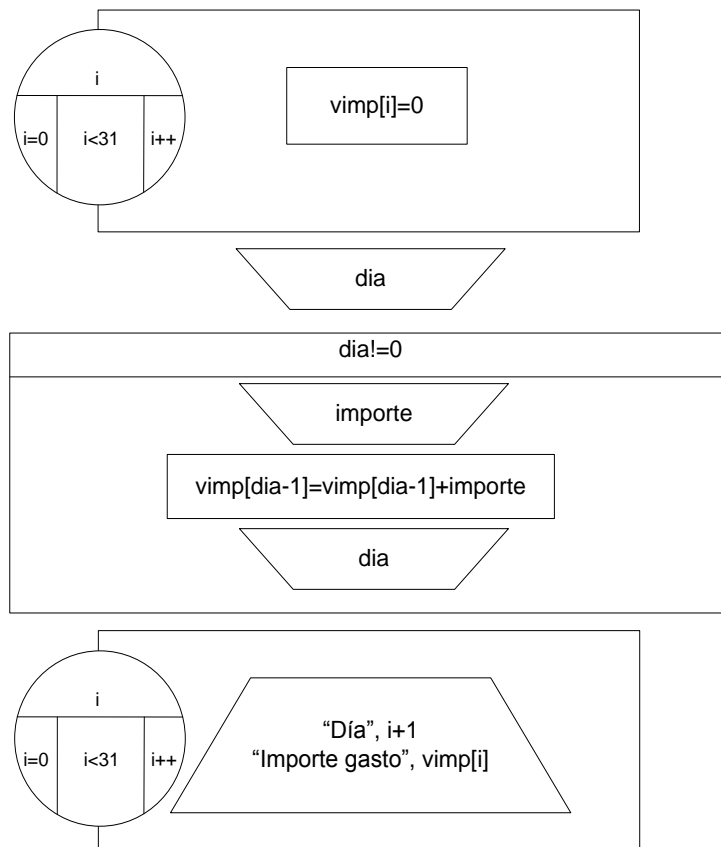 i
i=0 i<31 i++
vimp[i]=0
dia
dia!=0
importe
vimp[dia-1]=vimp[dia-1]+importe
dia
i
i=0 i<31 i++
“Día”, i+1
“Importe gasto”, vimp[i]